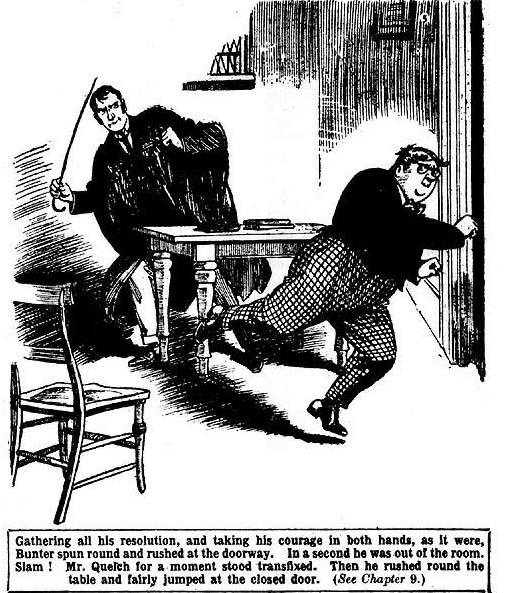 Gathering all his resolution, and taking his courage in both hands, as it were,
Bunter spun round and rushed at the doorway. In a second he was out of the room.
Slam ! Mr. Quelch for a moment stood transfixed. Then he rushed round the
table and fairly jumped at the closed door. (See Chapter 9.)